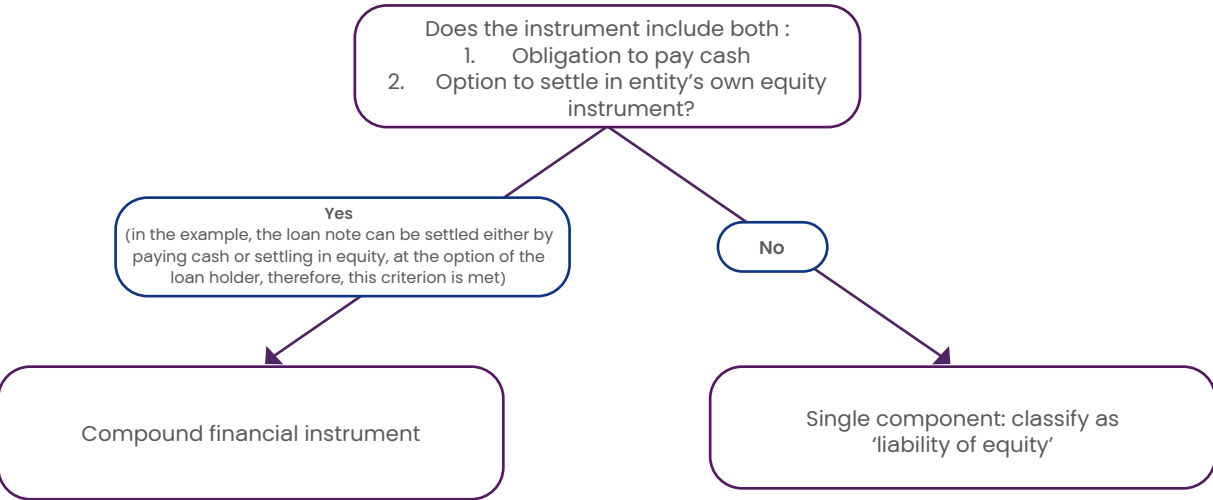 Does the instrument include both :
1. Obligation to pay cash
2. Option to settle in entity’s own equity
instrument?
Yes
(in the example, the loan note can be settled either by
paying cash or settling in equity, at the option of the
loan holder, therefore, this criterion is met)
No
Compound financial instrument
Single component: classify as
‘liability of equity’